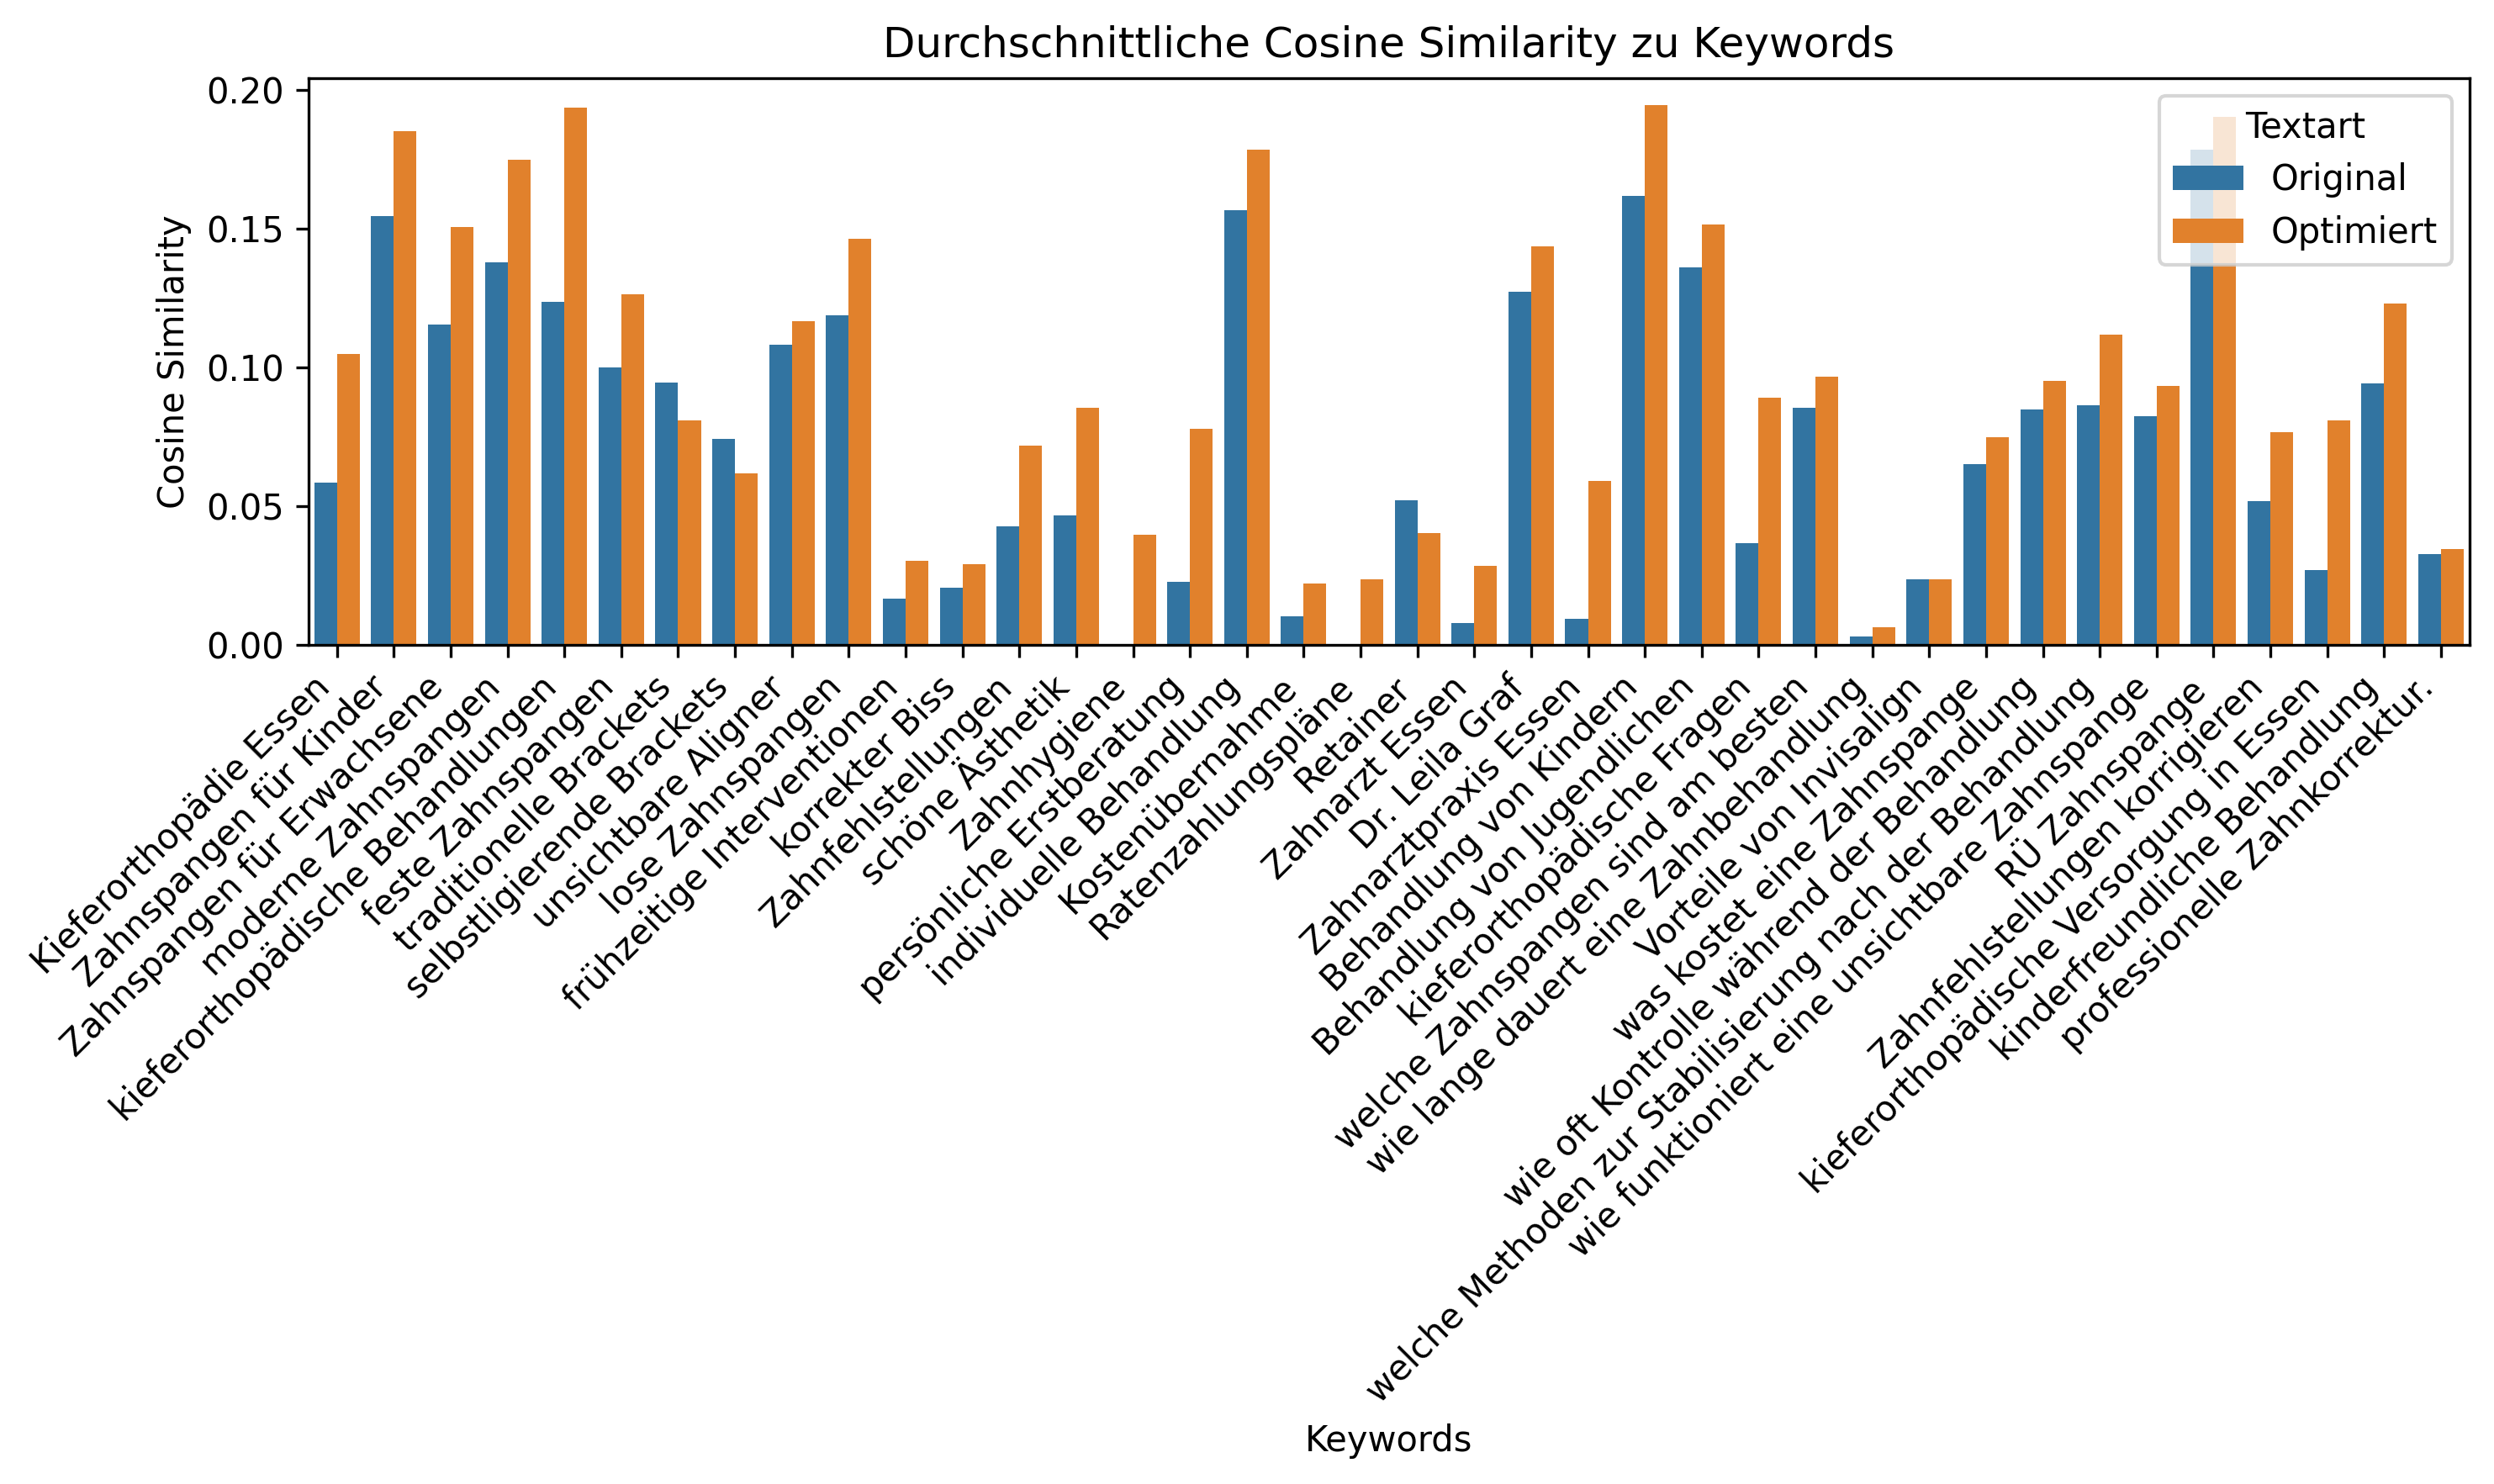 Durchschnittliche Cosine Similarity zu Keywords
Cosine Similarity
0.20
0.15
0.10
0.05
0.00
Textart
Original
Optimiert
Kieferorthopädie Essen
Zahnspangen für Kinder
Zahnspangen für Erwachsene
moderne Zahnspangen
kieferorthopädische Behandlungen
feste Zahnspangen
traditionelle Brackets
selbstligierende Brackets
unsichtbare Aligner
lose Zahnspangen
frühzeitige Interventionen
korrekter Biss
Zahnfehlstellungen
schöne Ästhetik
Zahnhygiene
persönliche Erstberatung
individuelle Behandlung
Kostenübernahme
Ratenzahlungspläne
Retainer
Zahnarzt Essen
Dr. Leila Graf
Zahnarztpraxis Essen
Behandlung von Kindern
Behandlung von Jugendlichen
kieferorthopädische Fragen
welche Zahnspangen sind am besten
wie lange dauert eine Zahnbehandlung
Vorteile von Invisalign
was kostet eine Zahnspange
wie oft Kontrolle während der Behandlung
welche Methoden zur Stabilisierung nach der Behandlung
wie funktioniert eine unsichtbare Zahnspange
RÜ Zahnspange
Zahnfehlstellungen korrigieren
kieferorthopädische Versorgung in Essen
kinderfreundliche Behandlung
professionelle Zahnkorrektur.
Keywords